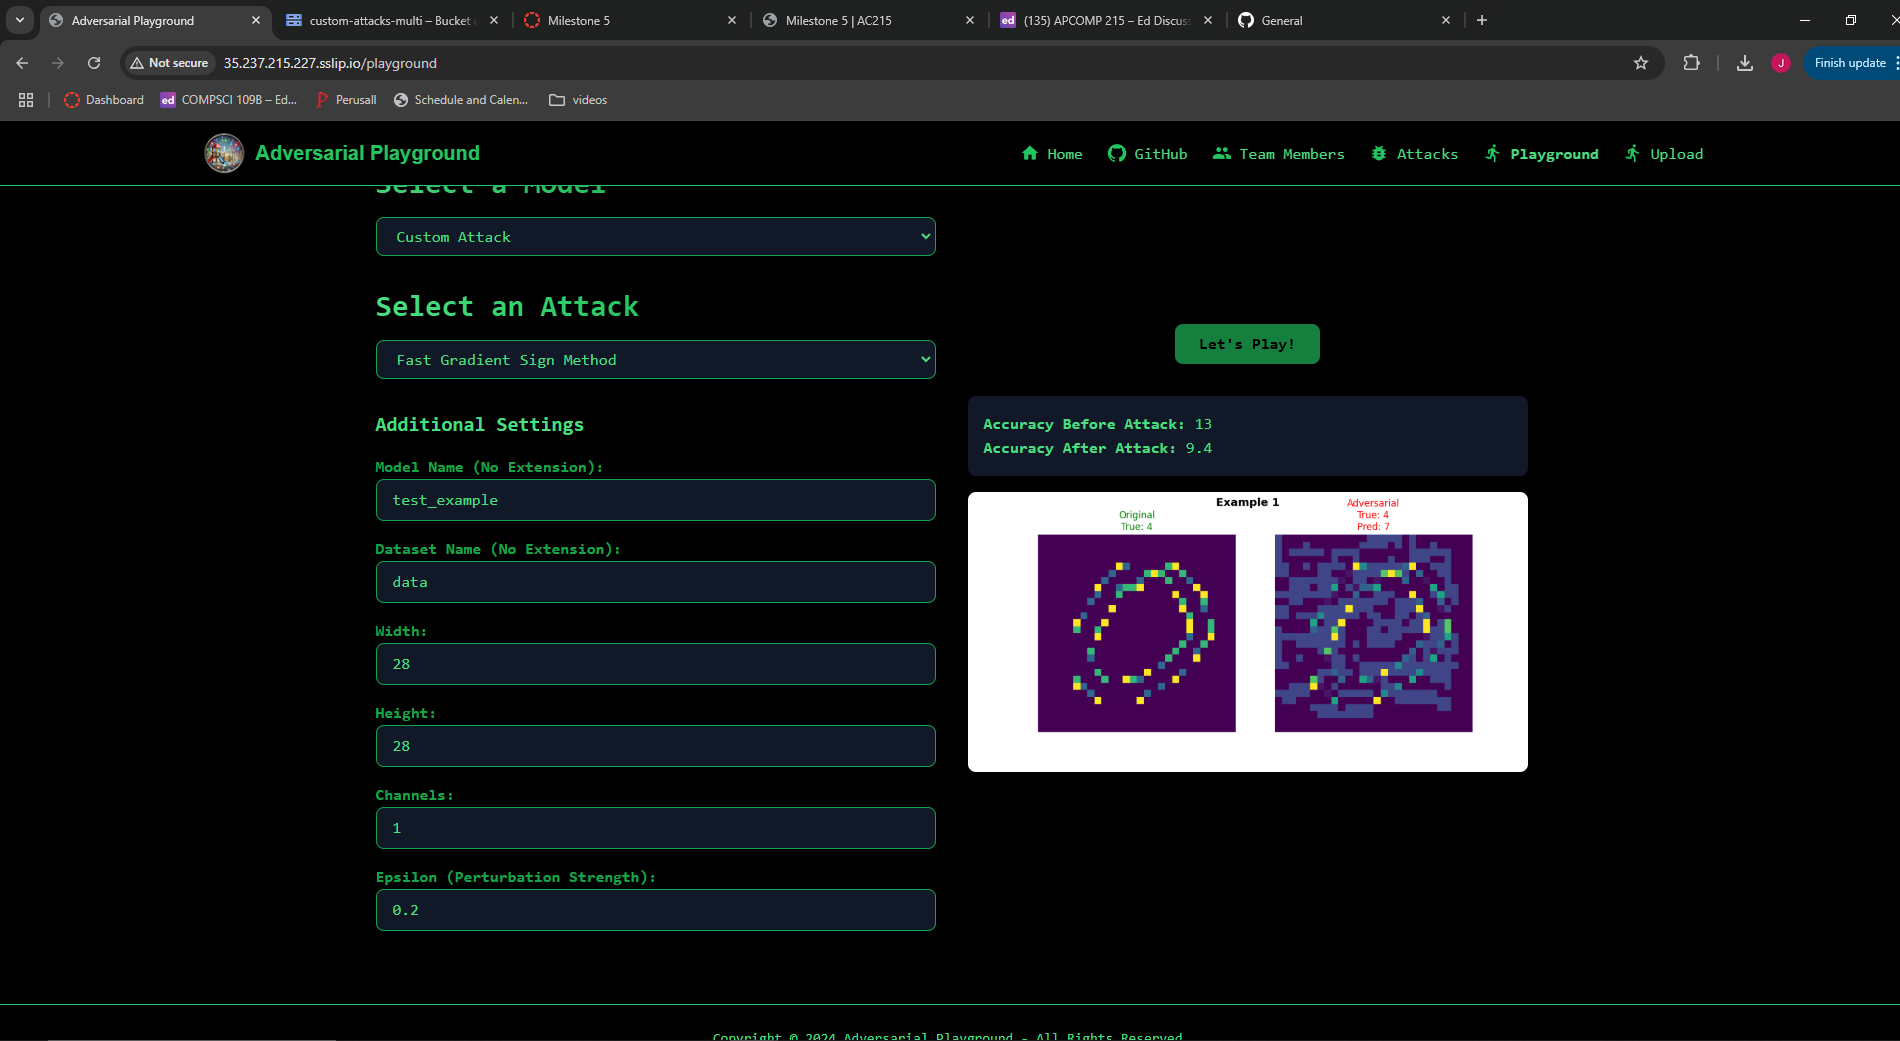 Adversarial Playground
custom-attacks-multi – Bucket
Milestone 5
Milestone 5 | AC215
ed
(135) APCOMP 215 – Ed Discus
General
Not secure
35.237.215.227.sslip.io/playground
J
Finish update
Dashboard
ed
COMPSCI 109B – Ed...
Perusall
Schedule and Calen...
videos
Adversarial Playground
Home
GitHub
Team Members
Attacks
Playground
Upload
Select a Model
Custom Attack
Select an Attack
Fast Gradient Sign Method
Additional Settings
Model Name (No Extension):
test_example
Dataset Name (No Extension):
data
Width:
28
Height:
28
Channels:
1
Epsilon (Perturbation Strength):
0.2
Let's Play!
Accuracy Before Attack: 13
Accuracy After Attack: 9.4
Example 1
Original
True: 4
Adversarial
True: 4
Pred: 7
Copyright © 2024 Adversarial Playground - All Rights Reserved